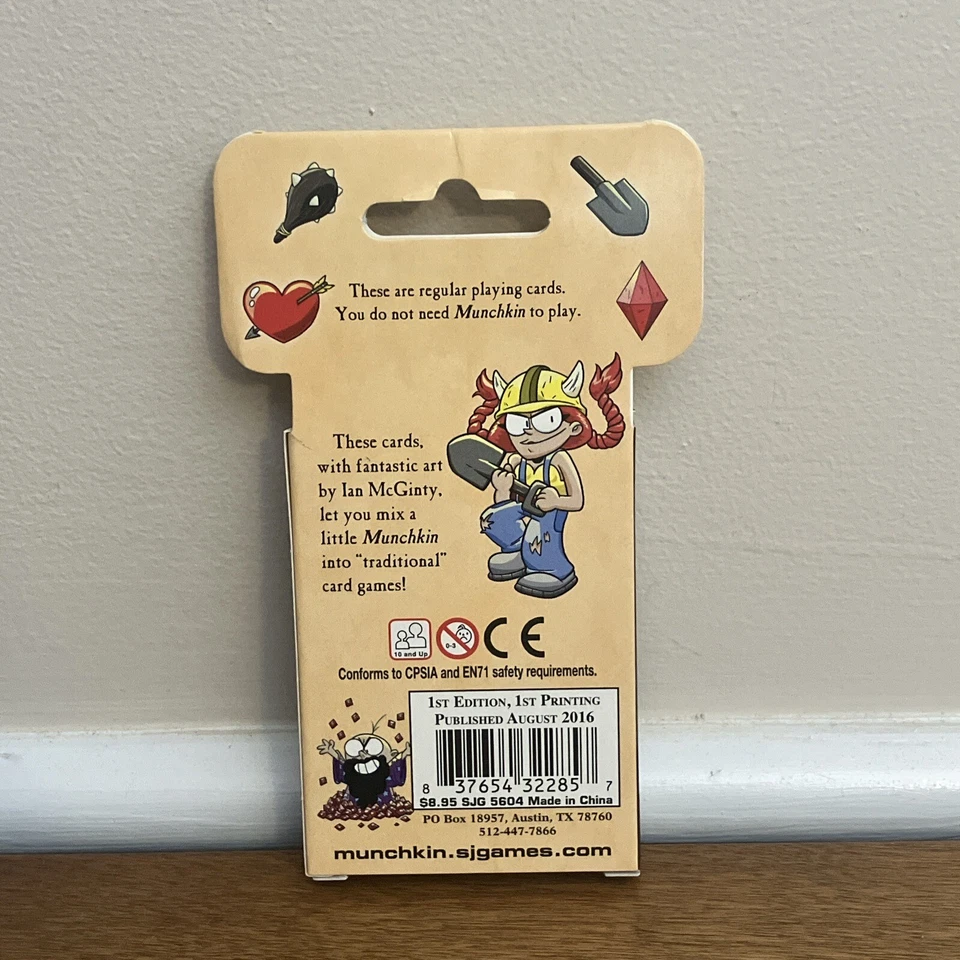 These are regular playing cards.
You do not need Munchkin to play.
These cards,
with fantastic art
by Ian McGinty,
let you mix a
little Munchkin
into "traditional"
card games!
10 and Up
0-3
CE
Conforms to CPSIA and EN71 safety requirements.
1st Edition, 1st Printing
Published August 2016
8 37654 32285 7
$8.95 SJG 5604 Made in China
PO Box 18957, Austin, TX 78760
512-447-7866
munchkin.sjgames.com